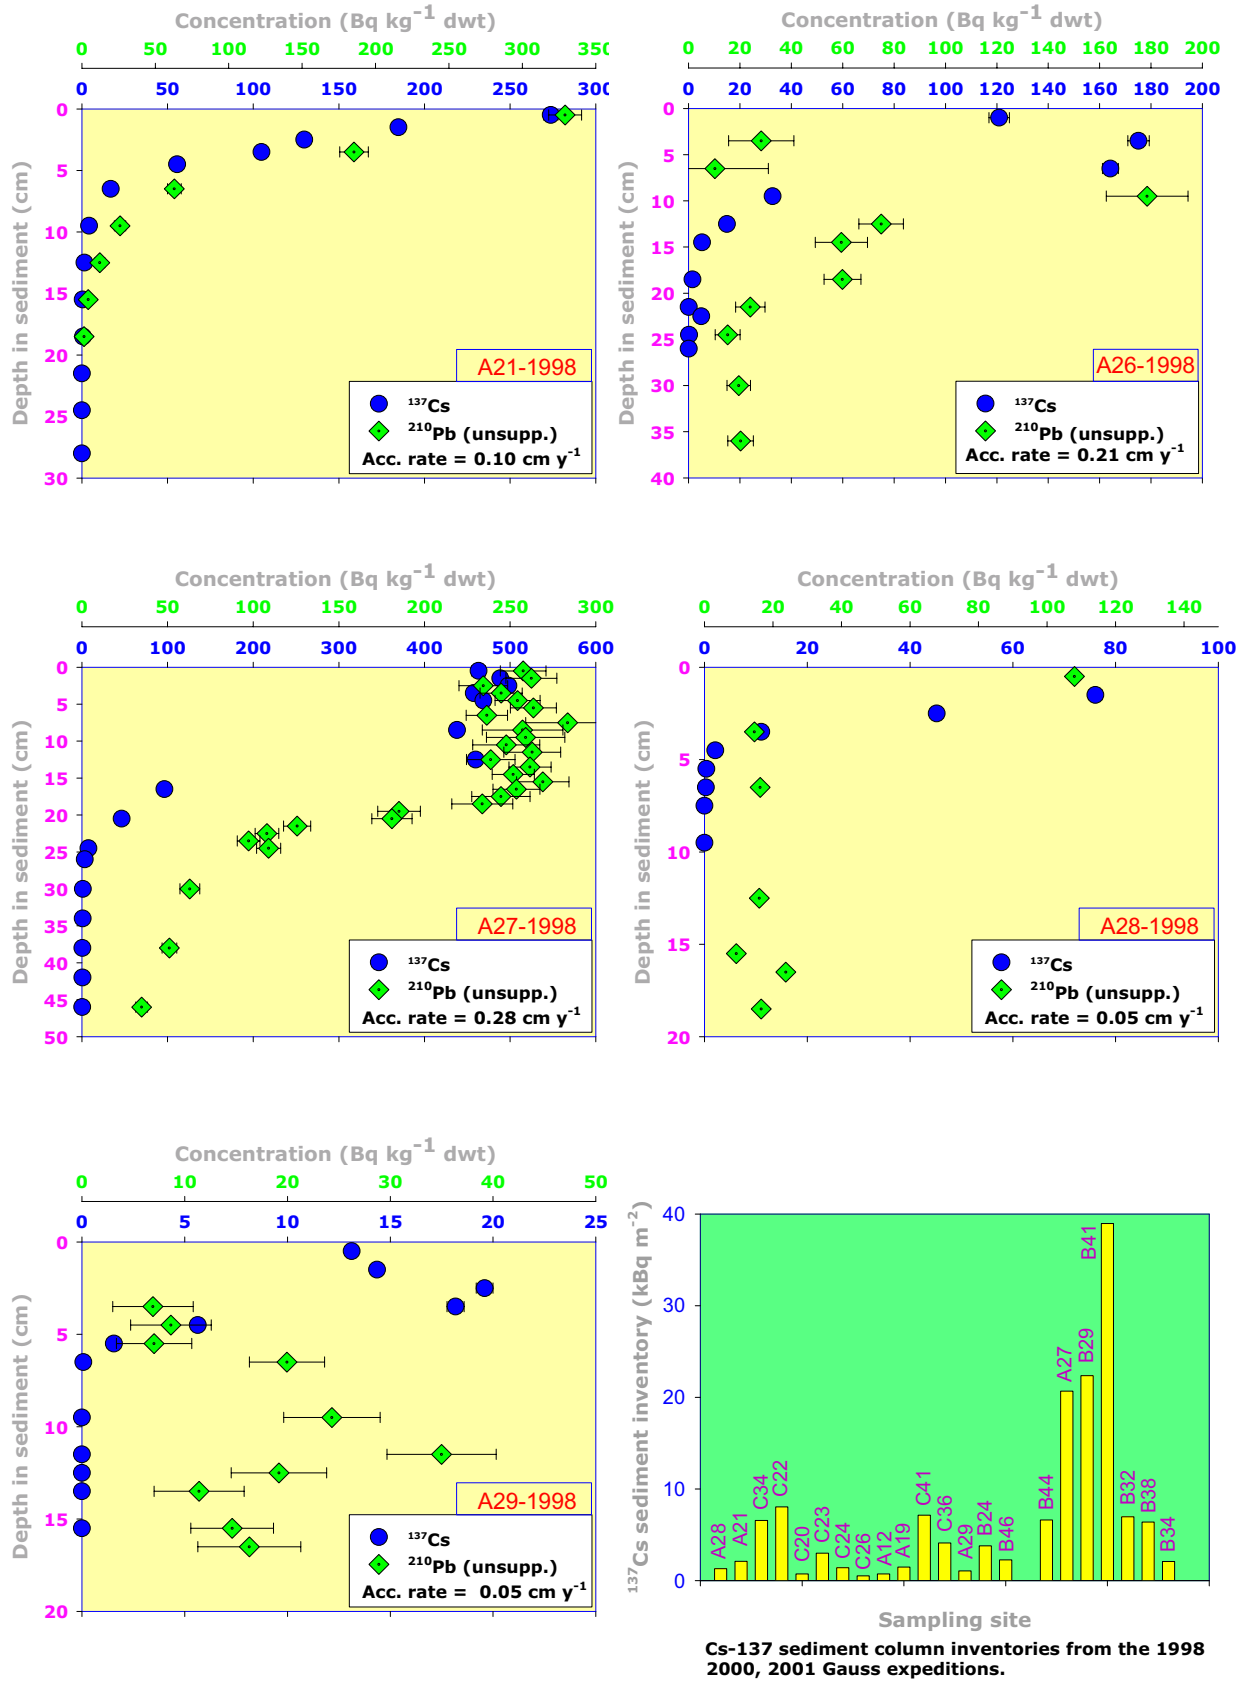 Concentration (Bq kg-1 dwt)
0 50 100 150 200 250 300 350
0 50 100 150 200 250 300
Depth in sediment (cm)
0
5
10
15
20
25
30
A21-1998
137Cs
210Pb (unsupp.)
Acc. rate = 0.10 cm y-1
Concentration (Bq kg-1 dwt)
0 20 40 60 80 100 120 140 160 180 200
0 20 40 60 80 100 120 140 160 180 200
Depth in sediment (cm)
0
5
10
15
20
25
30
35
40
A26-1998
137Cs
210Pb (unsupp.)
Acc. rate = 0.21 cm y-1
Concentration (Bq kg-1 dwt)
0 50 100 150 200 250 300
0 100 200 300 400 500 600
Depth in sediment (cm)
0
5
10
15
20
25
30
35
40
45
50
A27-1998
137Cs
210Pb (unsupp.)
Acc. rate = 0.28 cm y-1
Concentration (Bq kg-1 dwt)
0 20 40 60 80 100 120 140
0 20 40 60 80 100
Depth in sediment (cm)
0
5
10
15
20
A28-1998
137Cs
210Pb (unsupp.)
Acc. rate = 0.05 cm y-1
Concentration (Bq kg-1 dwt)
0 10 20 30 40 50
0 5 10 15 20 25
Depth in sediment (cm)
0
5
10
15
20
A29-1998
137Cs
210Pb (unsupp.)
Acc. rate = 0.05 cm y-1
137Cs sediment inventory (kBq m-2)
40
30
20
10
0
A28 A21 C34 C22 C20 C23 C24 C26 A12 A19 C41 C36 A29 B24 B46 B44 A27 B29 B41 B32 B38 B34
Sampling site
Cs-137 sediment column inventories from the 1998
2000, 2001 Gauss expeditions.